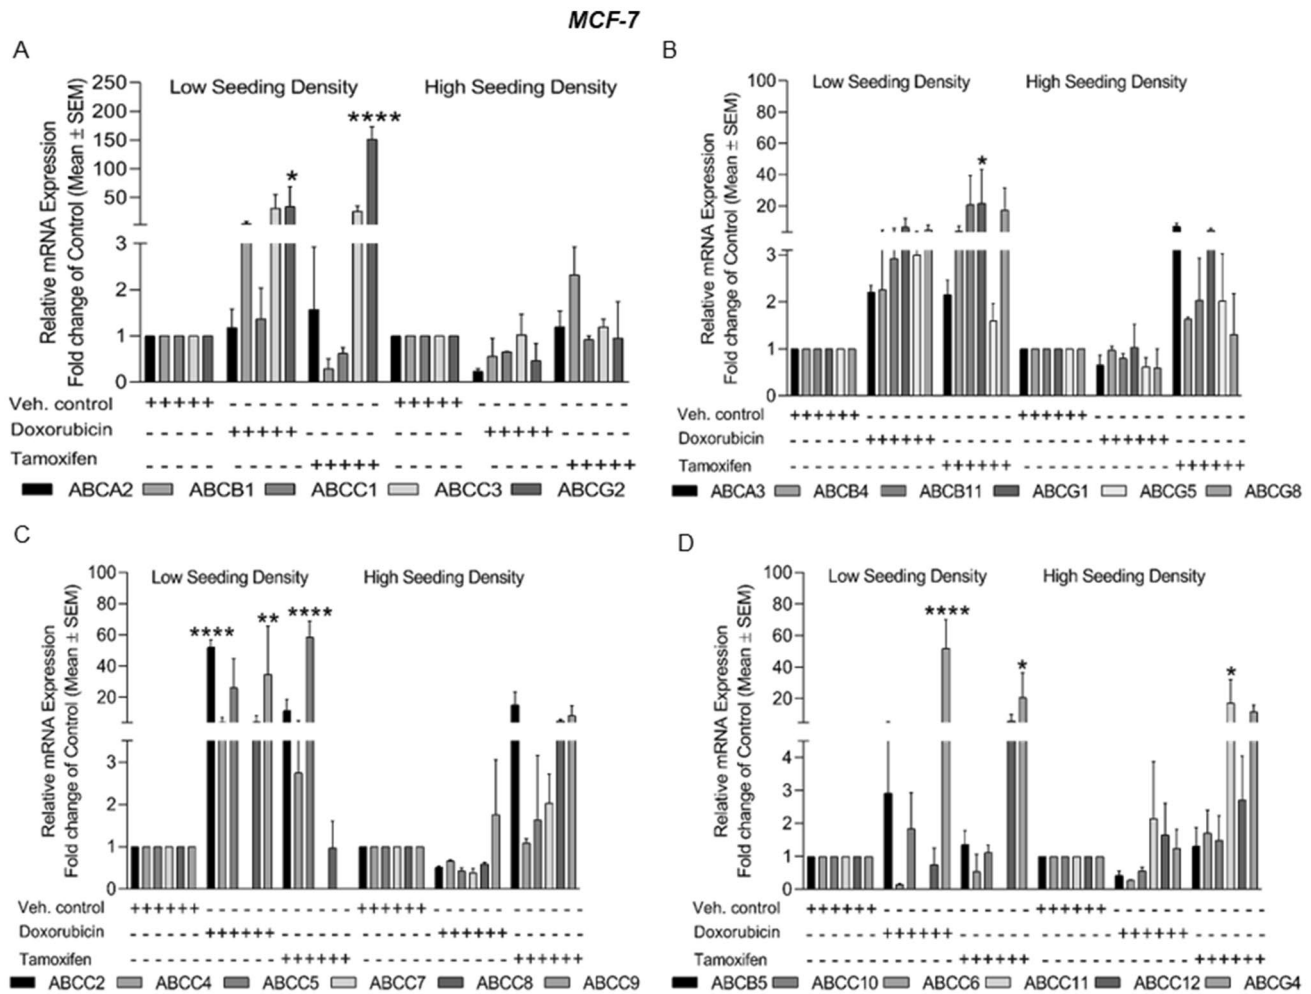 MCF-7
A
Relative mRNA Expression
Fold change of Control (Mean ± SEM)
250
200
150
100
50
3
2
1
0
Low Seeding Density
High Seeding Density
*
****
Veh. control +++++ ----- ----- +++++ ----- -----
Doxorubicin ----- +++++ ----- ----- +++++ -----
Tamoxifen ----- ----- +++++ ----- ----- +++++
ABCA2 ABCB1 ABCC1 ABCC3 ABCG2
B
Relative mRNA Expression
Fold change of Control (Mean ± SEM)
100
80
60
40
20
3
2
1
0
Low Seeding Density
High Seeding Density
*
Veh. control ++++++ ------ ------ ++++++ ------ ------
Doxorubicin ------ ++++++ ------ ------ ++++++ ------
Tamoxifen ------ ------ ++++++ ------ ------ ++++++
ABCA3 ABCB4 ABCB11 ABCG1 ABCG5 ABCG8
C
Relative mRNA Expression
Fold change of Control (Mean ± SEM)
100
80
60
40
20
3
2
1
0
Low Seeding Density
High Seeding Density
****
**
****
Veh. control ++++++ ------ ------ ++++++ ------ ------
Doxorubicin ------ ++++++ ------ ------ ++++++ ------
Tamoxifen ------ ------ ++++++ ------ ------ ++++++
ABCC2 ABCC4 ABCC5 ABCC7 ABCC8 ABCC9
D
Relative mRNA Expression
Fold change of Control (Mean ± SEM)
100
80
60
40
20
4
3
2
1
0
Low Seeding Density
High Seeding Density
****
*
*
Veh. control ++++++ ------ ------ ++++++ ------ ------
Doxorubicin ------ ++++++ ------ ------ ++++++ ------
Tamoxifen ------ ------ ++++++ ------ ------ ++++++
ABCB5 ABCC10 ABCC6 ABCC11 ABCC12 ABCG4